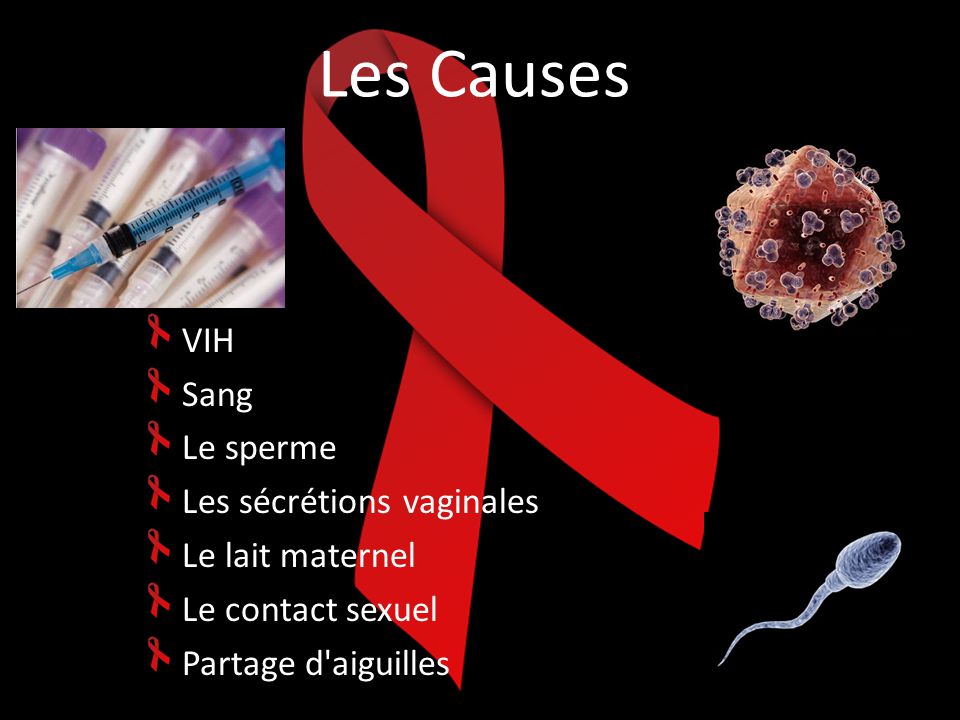 Les Causes
VIH
Sang
Le sperme
Les sécrétions vaginales
Le lait maternel
Le contact sexuel
Partage d'aiguilles